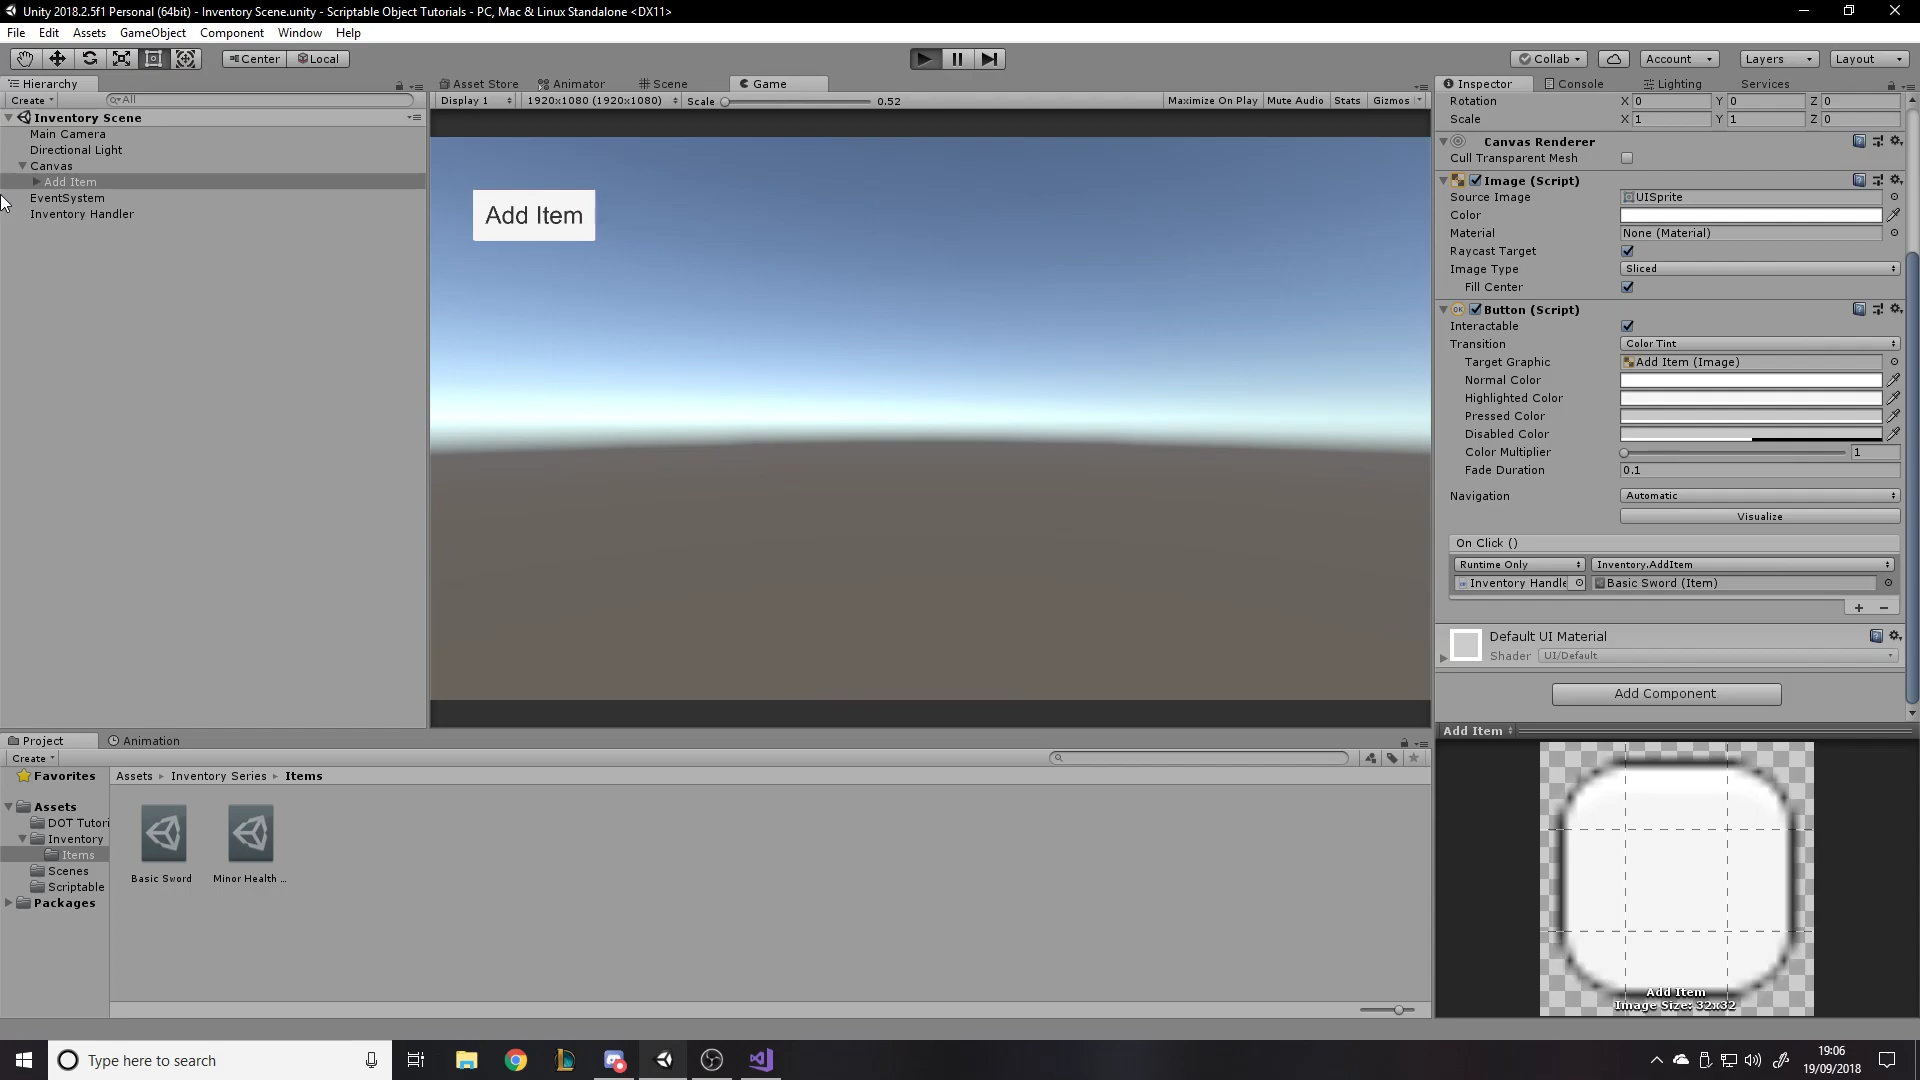 Unity 2018.2.5f1 Personal (64bit) - Inventory Scene.unity - Scriptable Object Tutorials - PC, Mac & Linux Standalone <DX11>
File Edit Assets GameObject Component Window Help
Center Local Collab Account Layers Layout
Hierarchy Asset Store Animator Scene Game Inspector Console Lighting Services
Create All Display 1 1920x1080 (1920x1080) Scale 0.52 Maximize On Play Mute Audio Stats Gizmos
Inventory Scene
Main Camera
Directional Light
Canvas
Add Item
EventSystem
Inventory Handler
Add Item
Rotation X 0 Y 0 Z 0
Scale X 1 Y 1 Z 0
Canvas Renderer
Cull Transparent Mesh
Image (Script)
Source Image UISprite
Color
Material None (Material)
Raycast Target
Image Type Sliced
Fill Center
OK Button (Script)
Interactable
Transition Color Tint
Target Graphic Add Item (Image)
Normal Color
Highlighted Color
Pressed Color
Disabled Color
Color Multiplier 1
Fade Duration 0.1
Navigation Automatic
Visualize
On Click ()
Runtime Only Inventory.AddItem
Inventory Handle Basic Sword (Item)
+ −
Default UI Material
Shader UI/Default
Add Component
Add Item
Add Item
Image Size: 32x32
Project Animation
Create
Favorites Assets ▸ Inventory Series ▸ Items
Assets
DOT Tutori
Inventory
Items
Scenes
Scriptable
Packages
Basic Sword Minor Health ...
Type here to search
19:06
19/09/2018